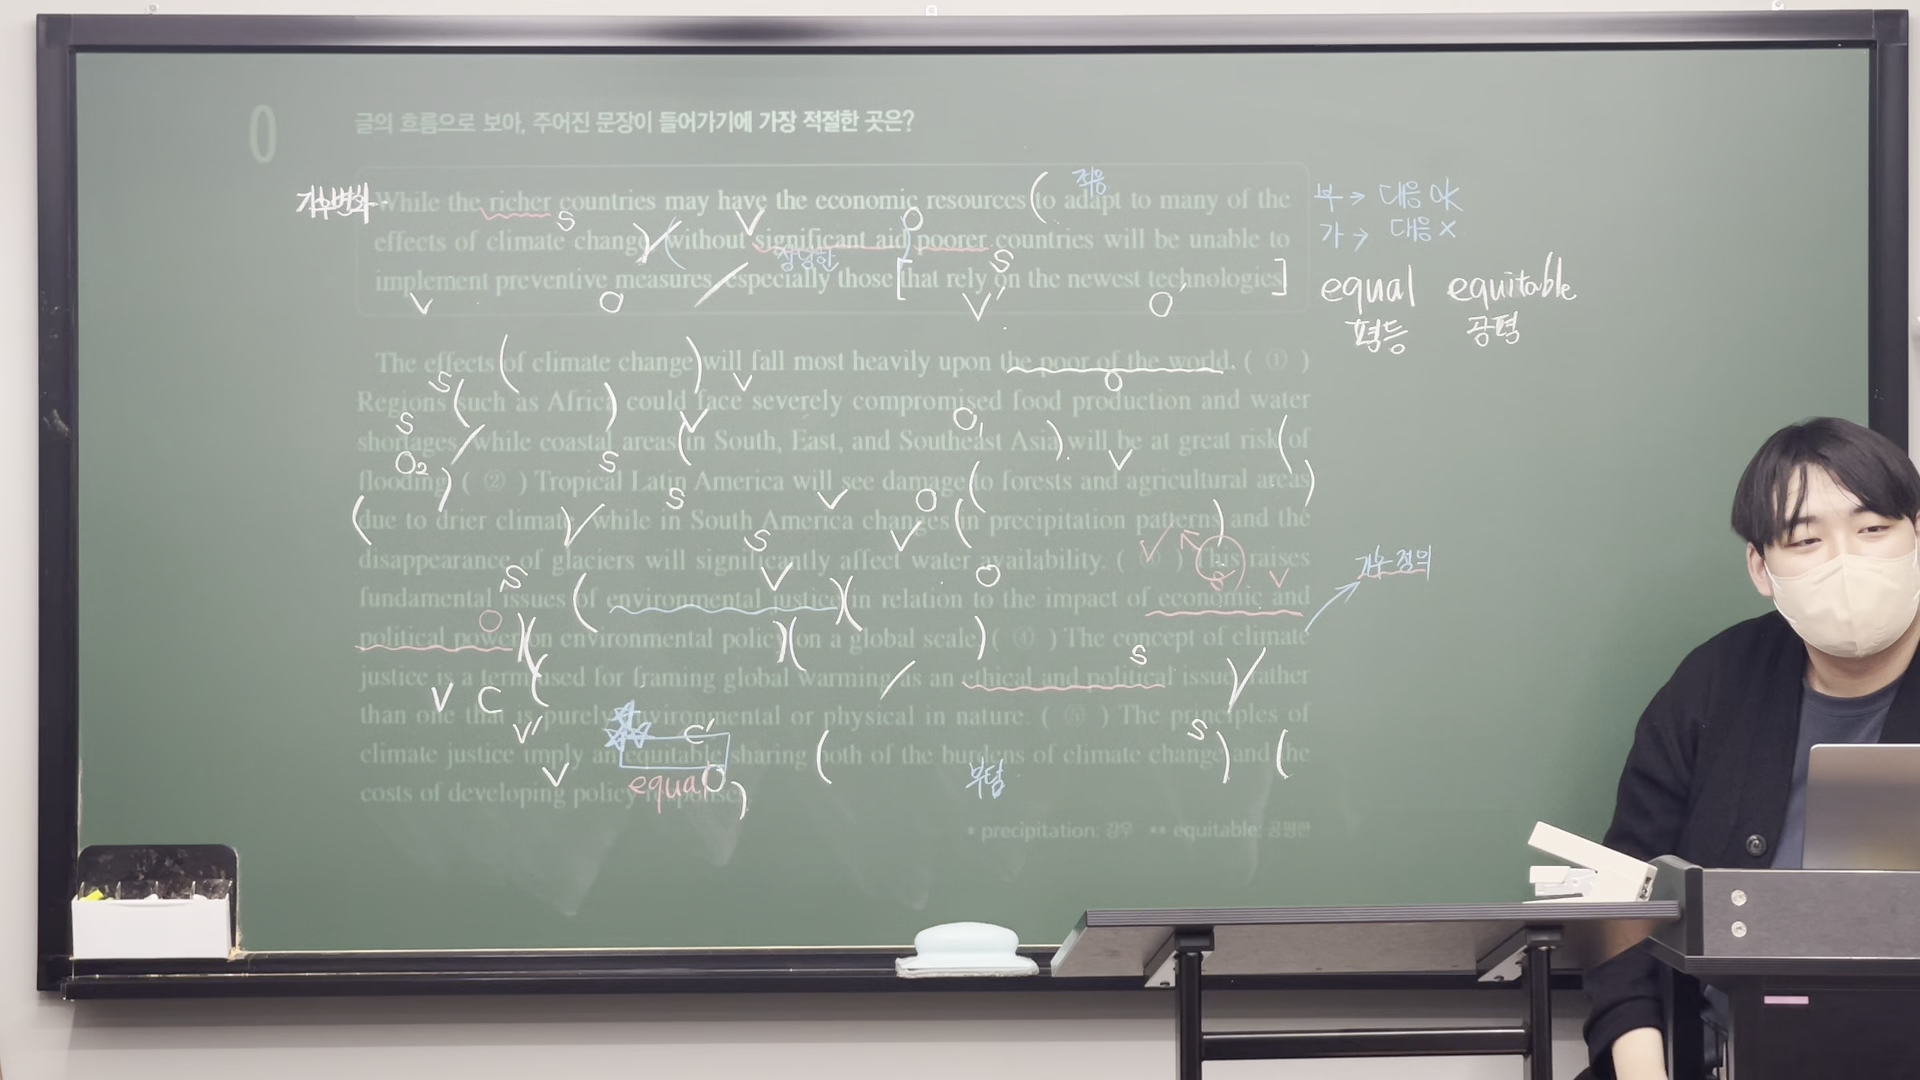 0
글의 흐름으로 보아, 주어진 문장이 들어가기에 가장 적절한 곳은?
기후변화
While the richer countries may have the economic resources to adapt to many of the
적응
부 → 대응 OK
effects of climate change, without significant aid poorer countries will be unable to
상당한
가 → 대응 X
implement preventive measures, especially those that rely on the newest technologies.
equal equitable
평등 공평
S V O S
V O V' O'
The effects of climate change will fall most heavily upon the poor of the world. ( ① )
S V O
Regions such as Africa could face severely compromised food production and water
S V O₁
shortages, while coastal areas in South, East, and Southeast Asia will be at great risk of
O₂ S V
flooding. ( ② ) Tropical Latin America will see damage to forests and agricultural areas
S V O
due to drier climate, while in South America changes in precipitation patterns and the
S V
disappearance of glaciers will significantly affect water availability. ( ③ ) This raises
S V O V
fundamental issues of environmental justice in relation to the impact of economic and
O
기후 정의
political power on environmental policy on a global scale. ( ④ ) The concept of climate
S
justice is a term used for framing global warming as an ethical and political issue, rather
V C
than one that is purely environmental or physical in nature. ( ⑤ ) The principles of
V' C' S
climate justice imply an equitable sharing both of the burdens of climate change and the
V equal O 부담
costs of developing policy responses.
* precipitation: 강우 ** equitable: 공평한